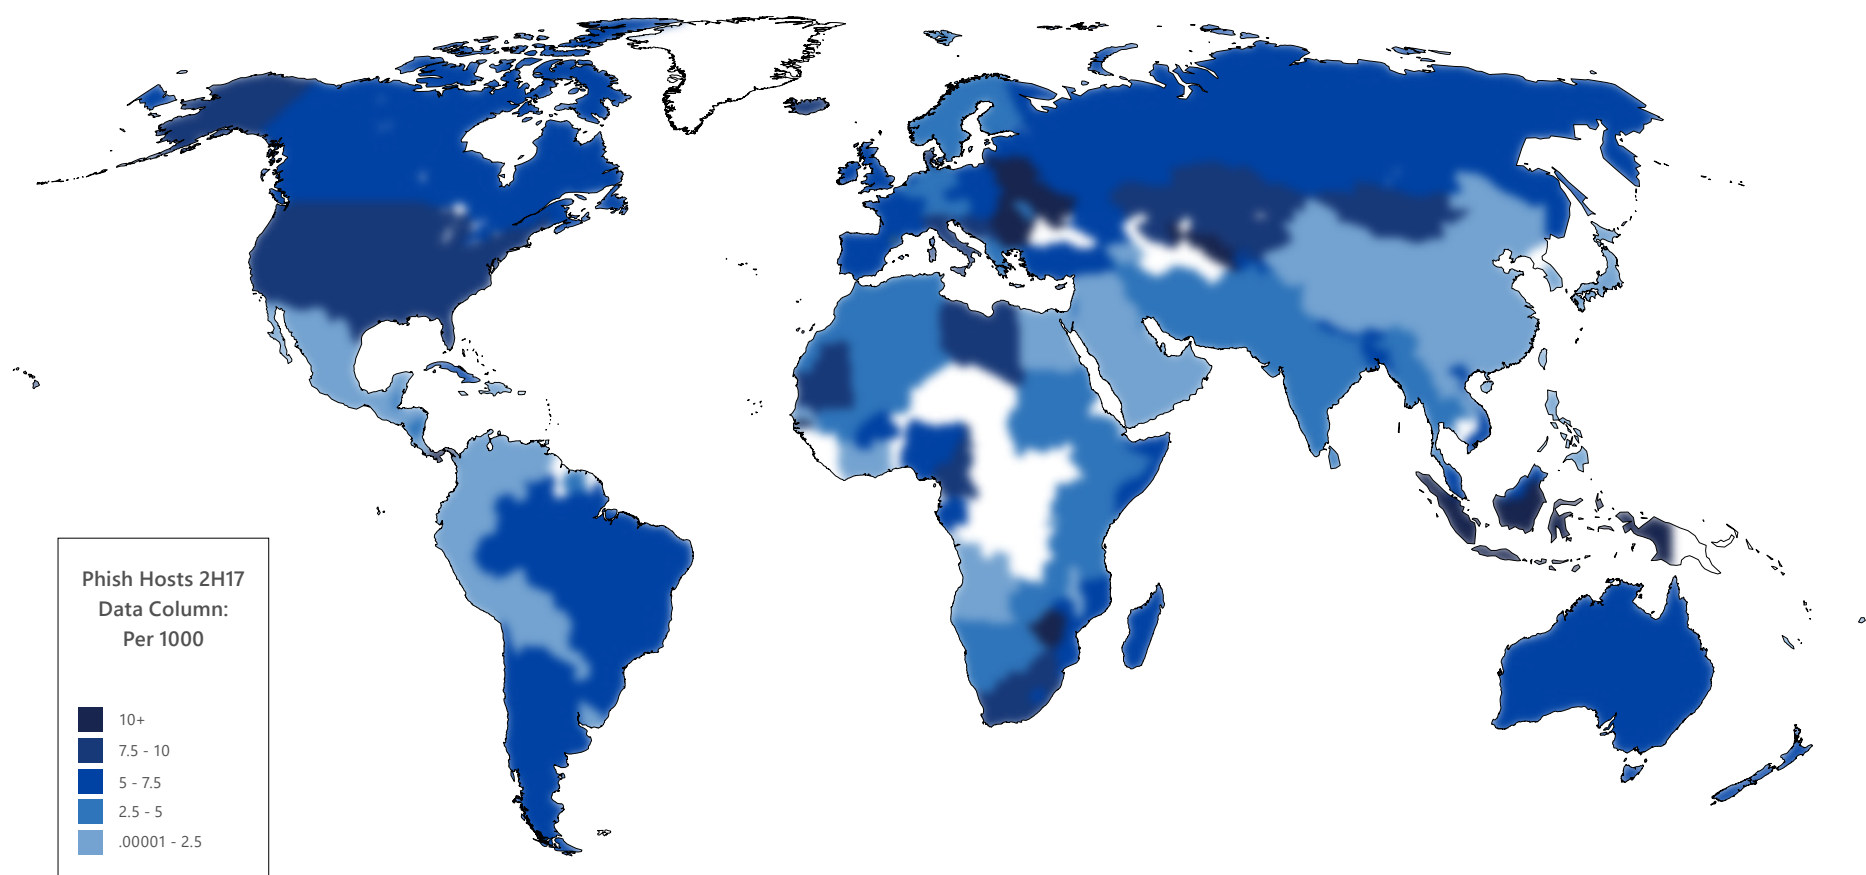 Phish Hosts 2H17
Data Column:
Per 1000
10+
7.5 - 10
5 - 7.5
2.5 - 5
.00001 - 2.5